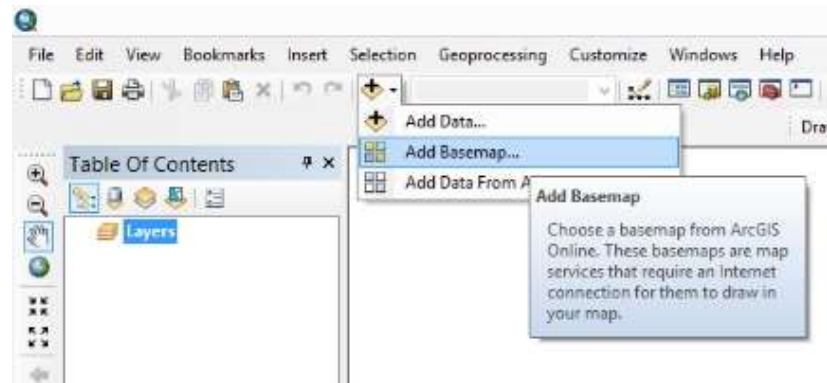 File Edit View Bookmarks Insert Selection Geoprocessing Customize Windows Help
Add Data...
Dra
Table Of Contents
Add Basemap...
Add Data From A
Add Basemap
Layers
Choose a basemap from ArcGIS
Online. These basemaps are map
services that require an Internet
connection for them to draw in
your map.